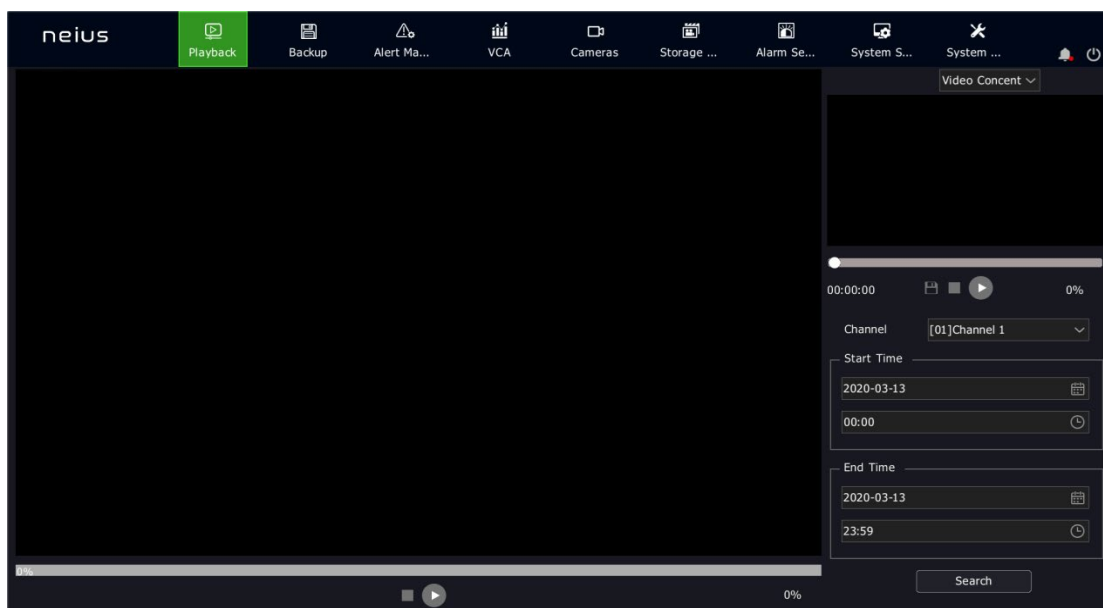 neius
Playback
Backup
Alert Ma...
VCA
Cameras
Storage ...
Alarm Se...
System S...
System ...
Video Concent
00:00:00
0%
Channel
[01]Channel 1
Start Time
2020-03-13
00:00
End Time
2020-03-13
23:59
Search
0%
0%